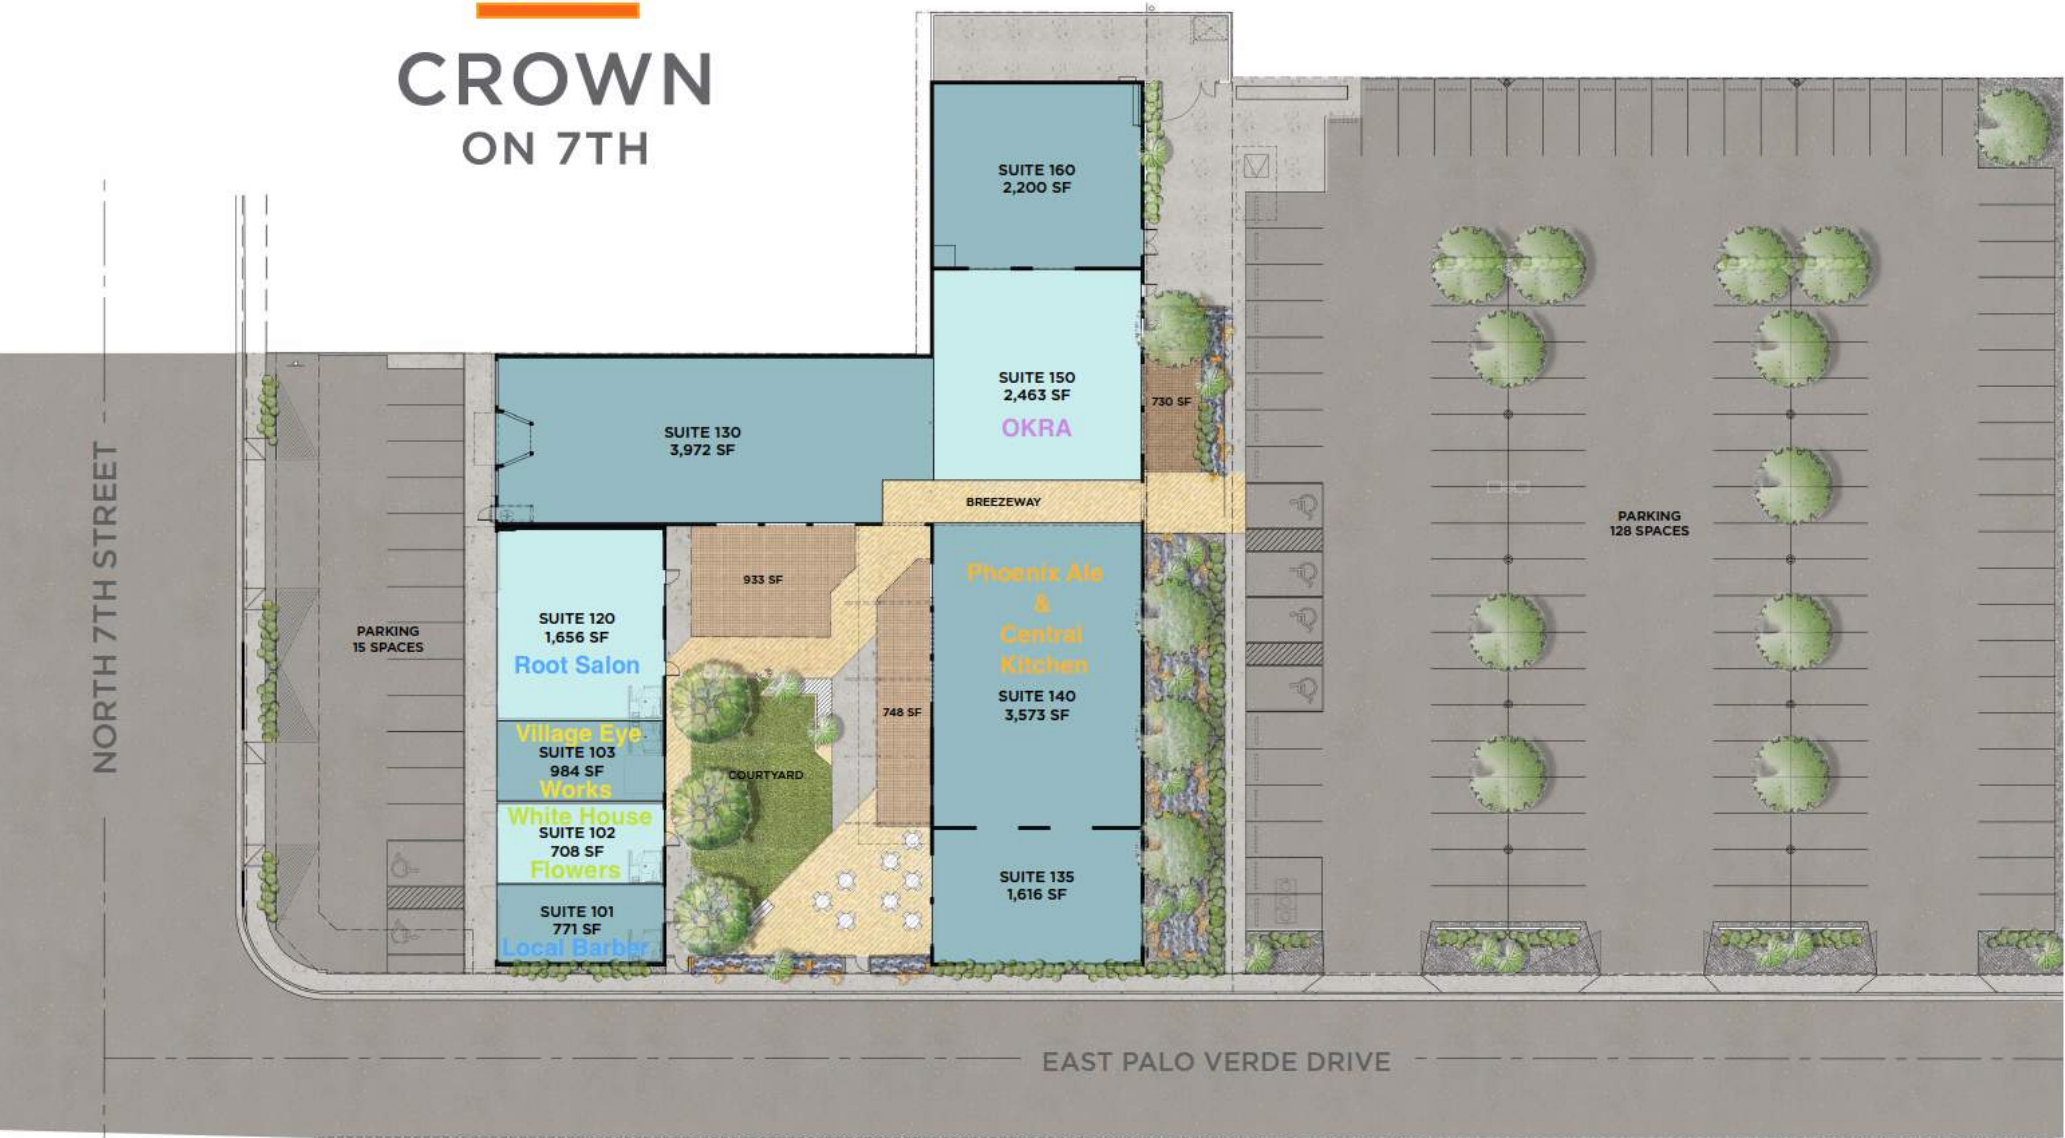 CROWN
ON 7TH
SUITE 160
2,200 SF
SUITE 150
2,463 SF
OKRA
730 SF
SUITE 130
3,972 SF
BREEZEWAY
NORTH 7TH STREET
PARKING
15 SPACES
SUITE 120
1,656 SF
Root Salon
Village Eye
SUITE 103
984 SF
Works
White House
SUITE 102
708 SF
Flowers
SUITE 101
771 SF
Local Barber
933 SF
748 SF
COURTYARD
Phoenix Ale
&
Central
Kitchen
SUITE 140
3,573 SF
SUITE 135
1,616 SF
PARKING
128 SPACES
EAST PALO VERDE DRIVE